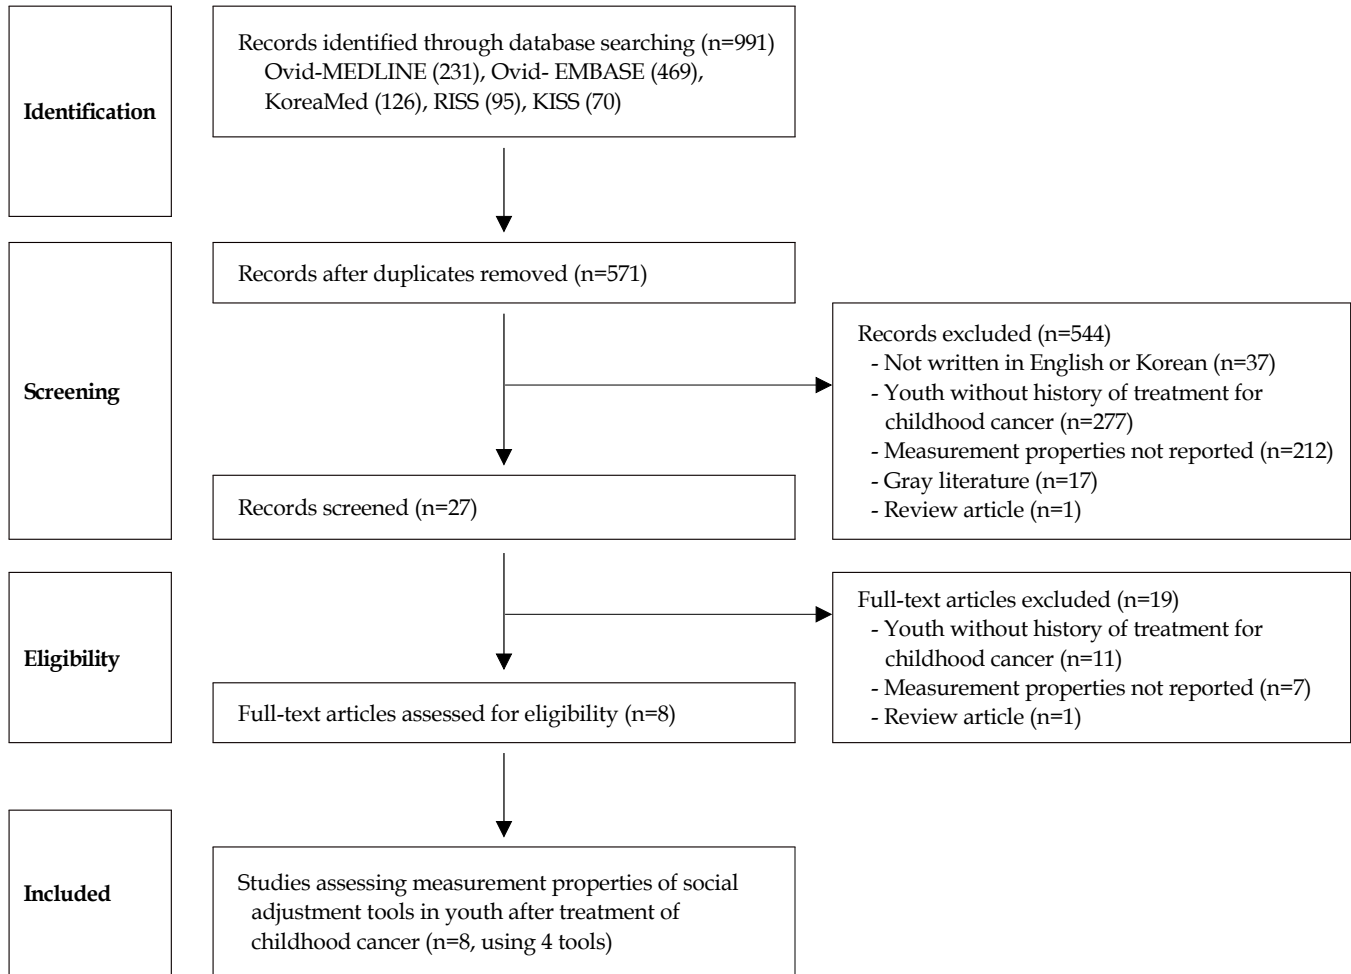 Identification
Records identified through database searching (n=991)
Ovid-MEDLINE (231), Ovid- EMBASE (469),
KoreaMed (126), RISS (95), KISS (70)
Screening
Records after duplicates removed (n=571)
Records excluded (n=544)
- Not written in English or Korean (n=37)
- Youth without history of treatment for
childhood cancer (n=277)
- Measurement properties not reported (n=212)
- Gray literature (n=17)
- Review article (n=1)
Records screened (n=27)
Eligibility
Full-text articles excluded (n=19)
- Youth without history of treatment for
childhood cancer (n=11)
- Measurement properties not reported (n=7)
- Review article (n=1)
Full-text articles assessed for eligibility (n=8)
Included
Studies assessing measurement properties of social
adjustment tools in youth after treatment of
childhood cancer (n=8, using 4 tools)